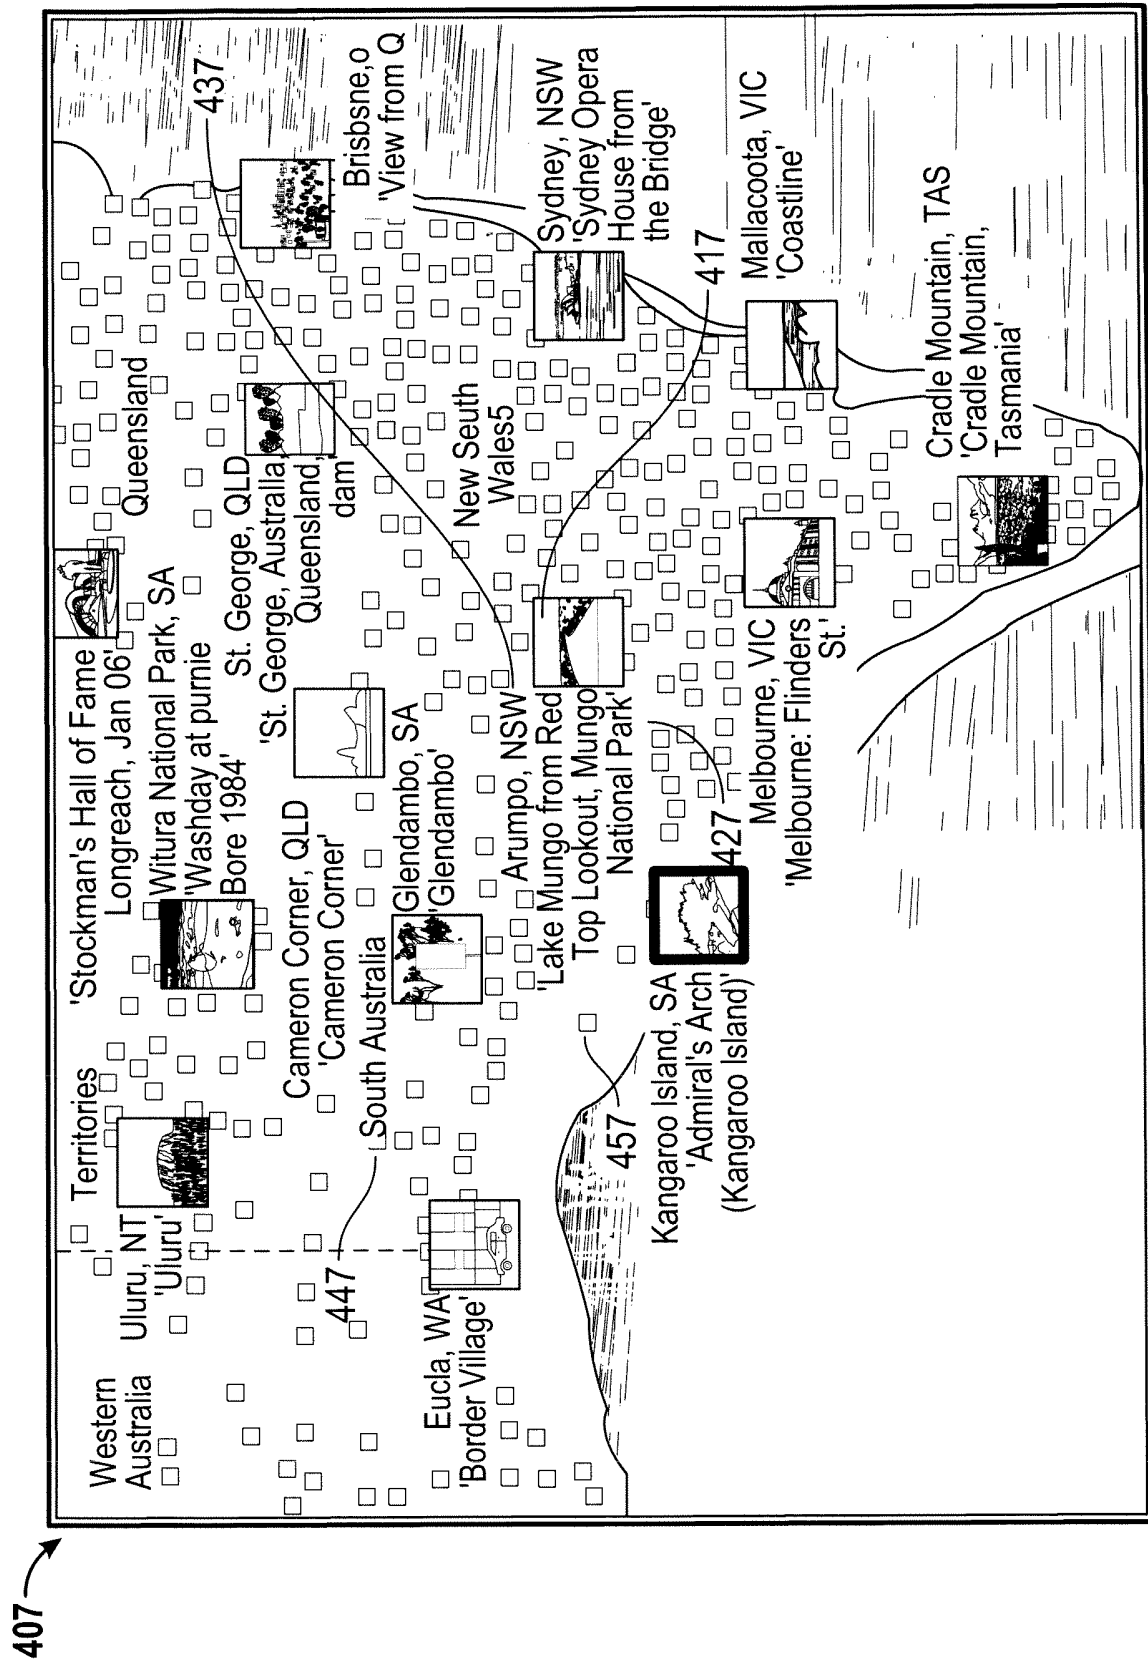 407
Western
Australia
Territories
Uluru, NT
'Uluru'
'Stockman's Hall of Fame
Longreach, Jan 06'
Witura National Park, SA
'Washday at purnie
Bore 1984'
Queensland
437
St. George, QLD
'St. George, Australia,
Queensland,
dam
Brisbsne,o
'View from Q
Cameron Corner, QLD
'Cameron Corner'
447
South Australia
Glendambo, SA
'Glendambo'
Eucla, WA
'Border Village'
New Seuth
Wales5
Arumpo, NSW
'Lake Mungo from Red
Top Lookout, Mungo
National Park'
Sydney, NSW
'Sydney Opera
House from
the Bridge'
417
457
Kangaroo Island, SA
'Admiral's Arch
(Kangaroo Island)'
427
Melbourne, VIC
'Melbourne: Flinders
St.'
Mallacoota, VIC
'Coastline'
Cradle Mountain, TAS
'Cradle Mountain,
Tasmania'